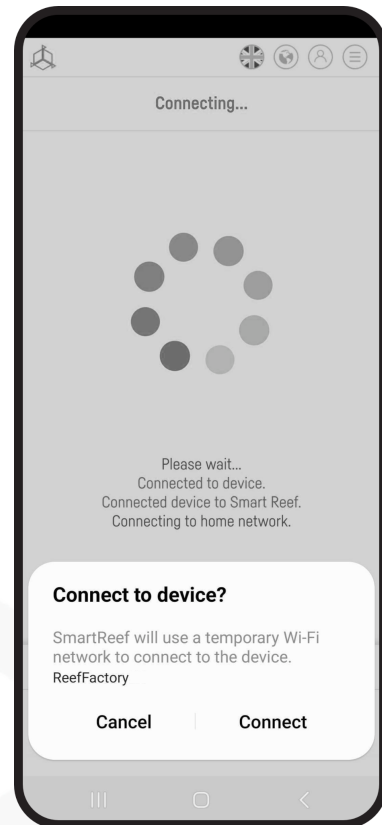 Connecting...
Please wait...
Connected to device.
Connected device to Smart Reef.
Connecting to home network.
Connect to device?
SmartReef will use a temporary Wi-Fi
network to connect to the device.
ReefFactory
Cancel Connect